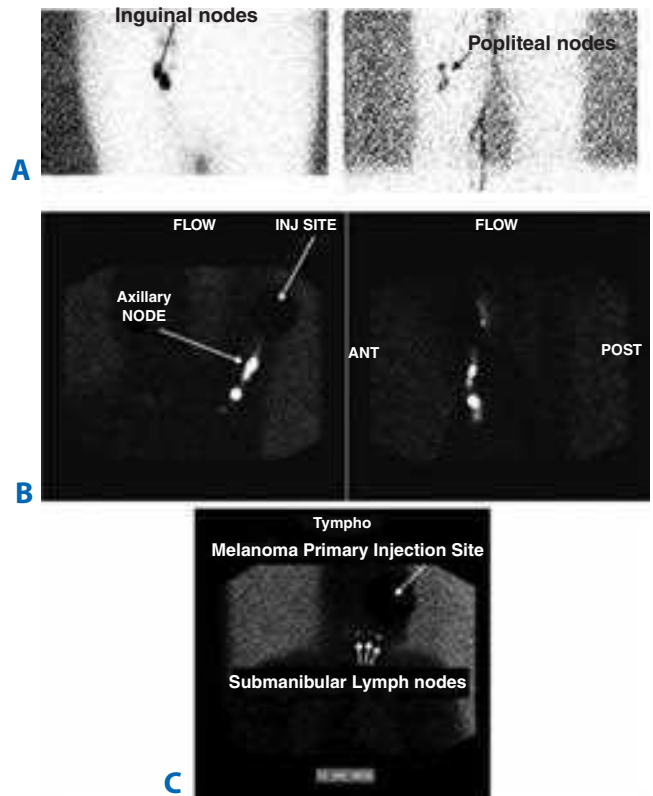 Inguinal nodes
Popliteal nodes
A
FLOW
INJ SITE
FLOW
Axillary
NODE
ANT
POST
B
Tympho
Melanoma Primary Injection Site
Submanibular Lymph nodes
C